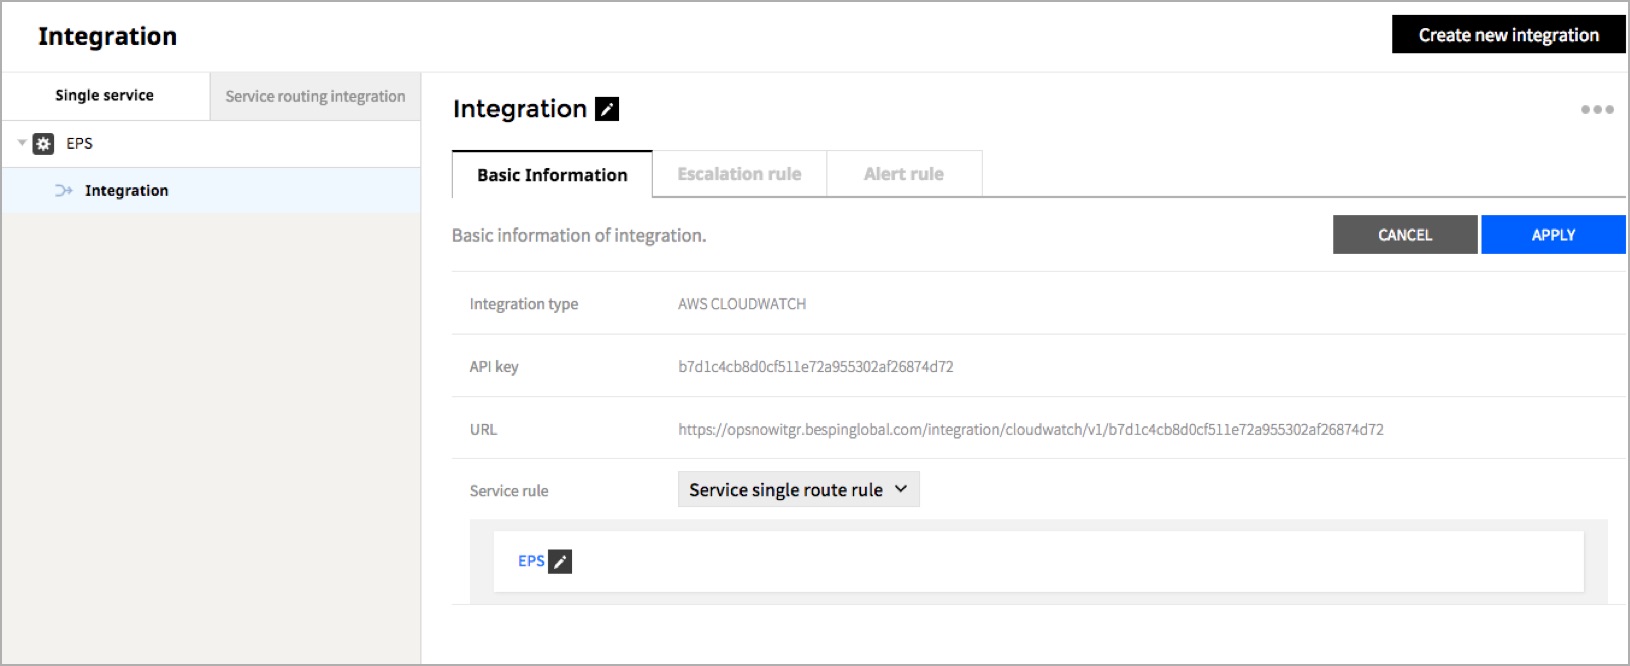 Integration
Create new integration
Single service
Service routing integration
EPS
Integration
Integration
Basic Information
Escalation rule
Alert rule
Basic information of integration.
CANCEL
APPLY
Integration type
AWS CLOUDWATCH
API key
b7d1c4cb8d0cf511e72a955302af26874d72
URL
https://opsnowitgr.bespinglobal.com/integration/cloudwatch/v1/b7d1c4cb8d0cf511e72a955302af26874d72
Service rule
Service single route rule
EPS